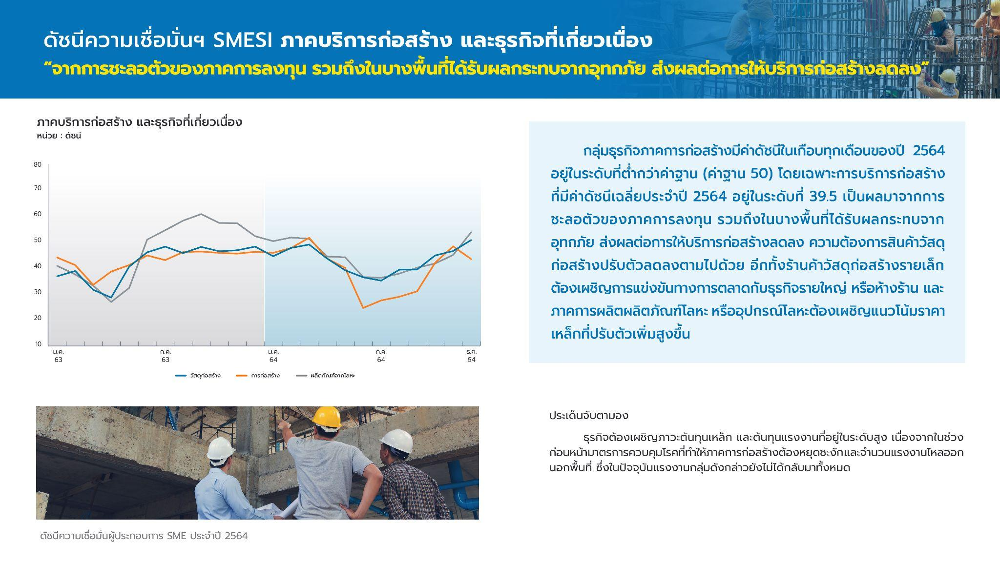 ดัชนีความเชื่อมั่นฯ SMESI ภาคบริการก่อสร้าง และธุรกิจที่เกี่ยวเนื่อง
“จากการชะลอตัวของภาคการลงทุน รวมถึงในบางพื้นที่ได้รับผลกระทบจากอุทกภัย ส่งผลต่อการให้บริการก่อสร้างลดลง”
ภาคบริการก่อสร้าง และธุรกิจที่เกี่ยวเนื่อง
หน่วย : ดัชนี
80
70
60
50
40
30
20
10
ม.ค. ก.ค. ม.ค. ก.ค. ธ.ค.
63 63 64 64 64
วัสดุก่อสร้าง การก่อสร้าง ผลิตภัณฑ์จากโลหะ
กลุ่มธุรกิจภาคการก่อสร้างมีค่าดัชนีในเกือบทุกเดือนของปี 2564
อยู่ในระดับที่ต่ำกว่าค่าฐาน (ค่าฐาน 50) โดยเฉพาะการบริการก่อสร้าง
ที่มีค่าดัชนีเฉลี่ยประจำปี 2564 อยู่ในระดับที่ 39.5 เป็นผลมาจากการ
ชะลอตัวของภาคการลงทุน รวมถึงในบางพื้นที่ได้รับผลกระทบจาก
อุทกภัย ส่งผลต่อการให้บริการก่อสร้างลดลง ความต้องการสินค้าวัสดุ
ก่อสร้างปรับตัวลดลงตามไปด้วย อีกทั้งร้านค้าวัสดุก่อสร้างรายเล็ก
ต้องเผชิญการแข่งขันทางการตลาดกับธุรกิจรายใหญ่ หรือห้างร้าน และ
ภาคการผลิตผลิตภัณฑ์โลหะ หรืออุปกรณ์โลหะต้องเผชิญแนวโน้มราคา
เหล็กที่ปรับตัวเพิ่มสูงขึ้น
ประเด็นจับตามอง
ธุรกิจต้องเผชิญภาวะต้นทุนเหล็ก และต้นทุนแรงงานที่อยู่ในระดับสูง เนื่องจากในช่วง
ก่อนหน้ามาตรการควบคุมโรคที่ทำให้ภาคการก่อสร้างต้องหยุดชะงักและจำนวนแรงงานไหลออก
นอกพื้นที่ ซึ่งในปัจจุบันแรงงานกลุ่มดังกล่าวยังไม่ได้กลับมาทั้งหมด
ดัชนีความเชื่อมั่นผู้ประกอบการ SME ประจำปี 2564